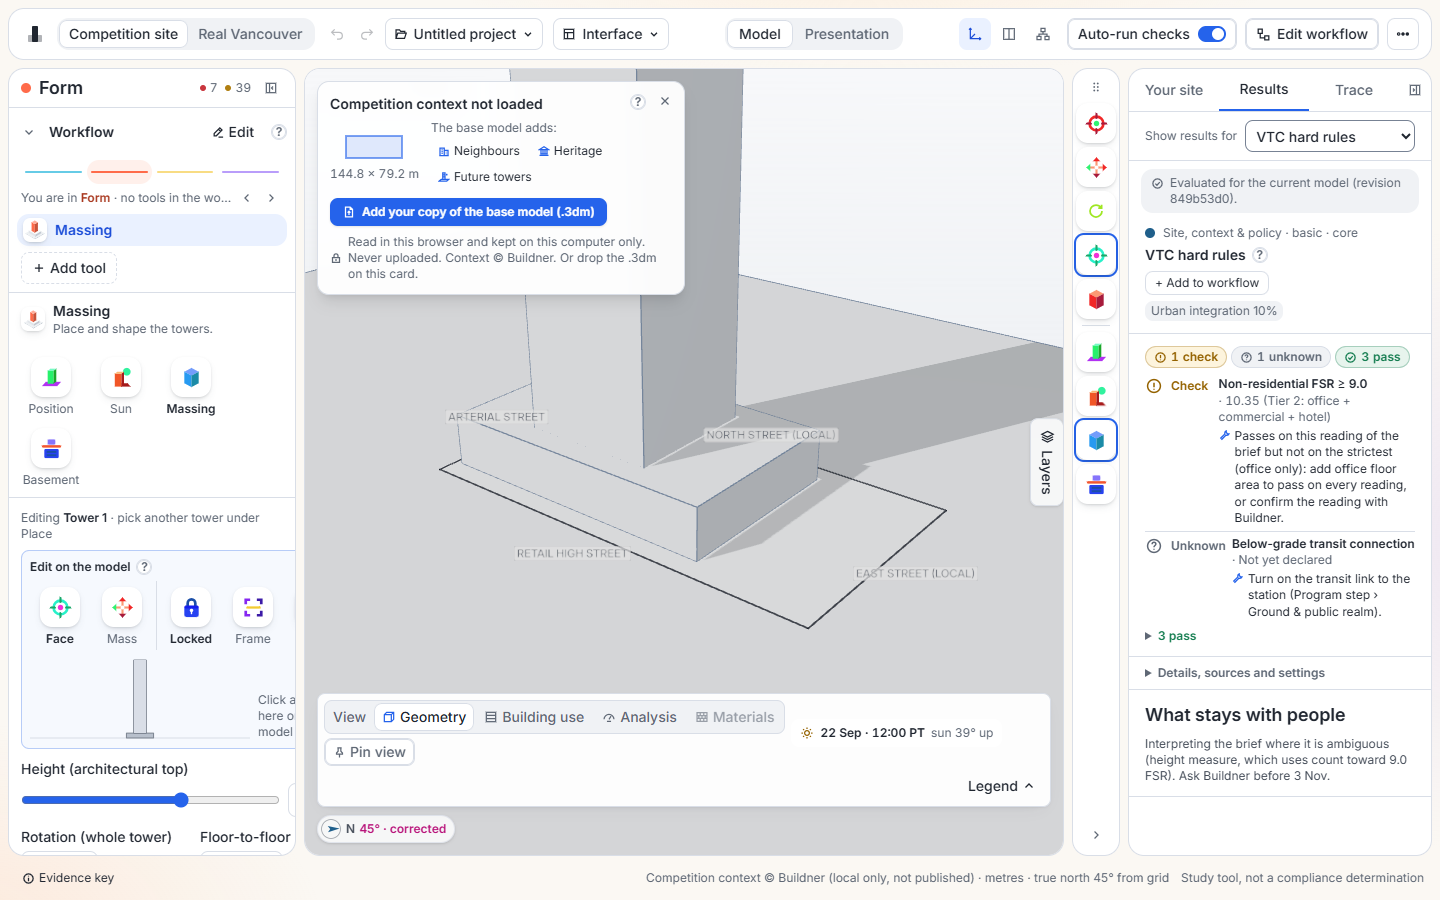 Competition site
Real Vancouver
Untitled project
Interface
Model
Presentation
Auto-run checks
Edit workflow
Form
7
39
Workflow
Edit
?
You are in Form · no tools in the wo...
Massing
+ Add tool
Massing
Place and shape the towers.
Position
Sun
Massing
Basement
Editing Tower 1 · pick another tower under
Place
Edit on the model ?
Face
Mass
Locked
Frame
Click a
here o
model
Height (architectural top)
Rotation (whole tower)
Floor-to-floor
Competition context not loaded
?
The base model adds:
Neighbours
Heritage
Future towers
144.8 × 79.2 m
Add your copy of the base model (.3dm)
Read in this browser and kept on this computer only.
Never uploaded. Context © Buildner. Or drop the .3dm
on this card.
ARTERIAL STREET
NORTH STREET (LOCAL)
RETAIL HIGH STREET
EAST STREET (LOCAL)
Layers
View
Geometry
Building use
Analysis
Materials
Pin view
22 Sep · 12:00 PT sun 39° up
Legend
N 45° · corrected
Your site
Results
Trace
Show results for
VTC hard rules
Evaluated for the current model (revision
849b53d0).
Site, context & policy · basic · core
VTC hard rules ?
+ Add to workflow
Urban integration 10%
1 check
1 unknown
3 pass
Check
Non-residential FSR ≥ 9.0
· 10.35 (Tier 2: office +
commercial + hotel)
Passes on this reading of the
brief but not on the strictest
(office only): add office floor
area to pass on every reading,
or confirm the reading with
Buildner.
Unknown
Below-grade transit connection
· Not yet declared
Turn on the transit link to the
station (Program step ›
Ground & public realm).
3 pass
Details, sources and settings
What stays with people
Interpreting the brief where it is ambiguous
(height measure, which uses count toward 9.0
FSR). Ask Buildner before 3 Nov.
Evidence key
Competition context © Buildner (local only, not published) · metres · true north 45° from grid
Study tool, not a compliance determination